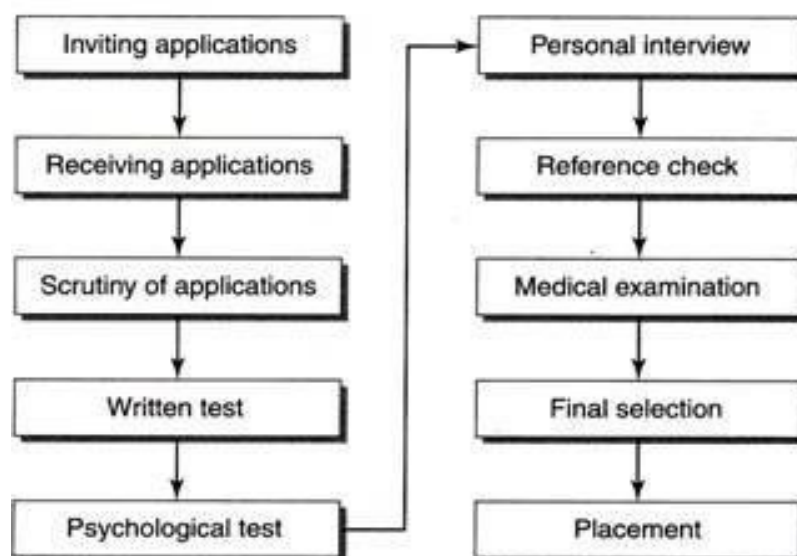 Inviting applications
Receiving applications
Scrutiny of applications
Written test
Psychological test
Personal interview
Reference check
Medical examination
Final selection
Placement